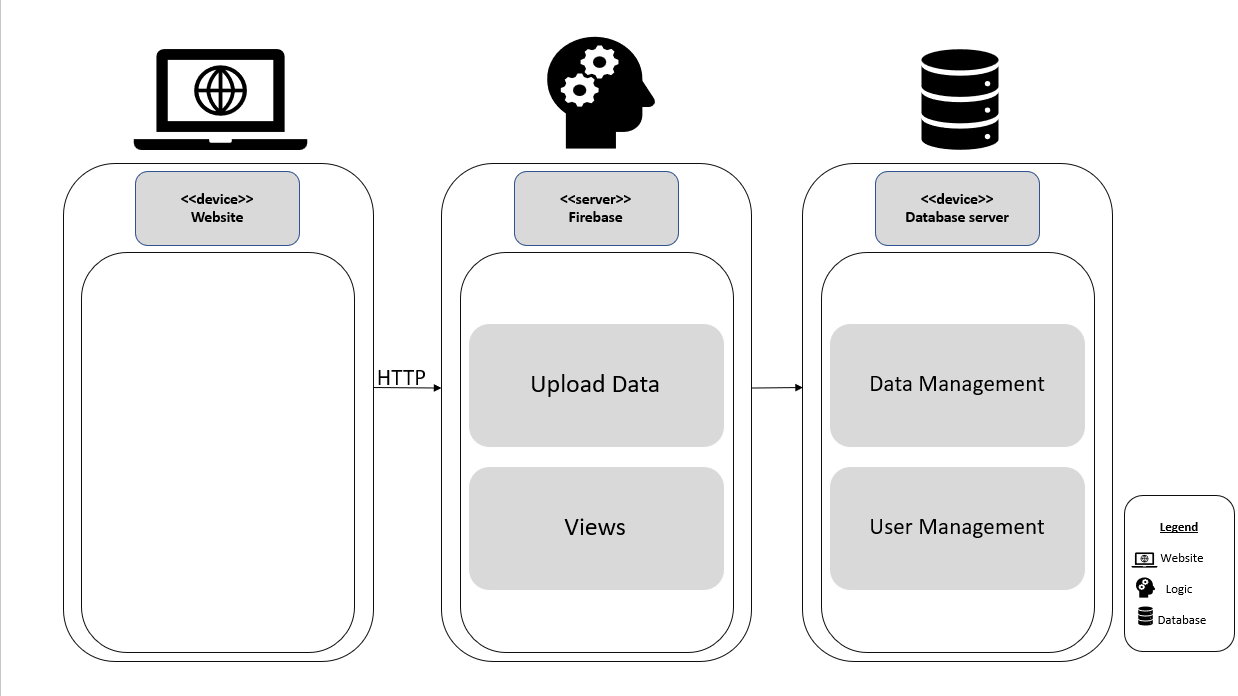 <<device>>
Website
<<server>>
Firebase
<<device>>
Database server
HTTP
Upload Data
Views
Data Management
User Management
Legend
Website
Logic
Database